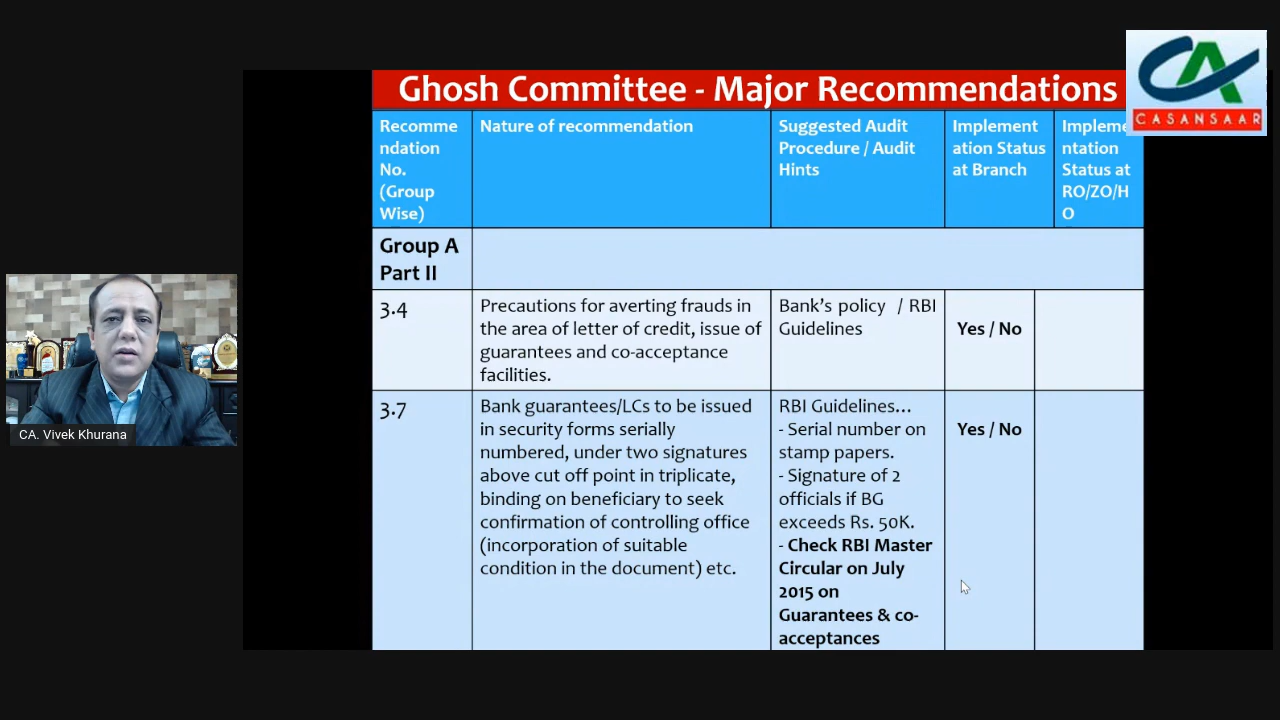 Ghosh Committee - Major Recommendations
CASANSAAR
Recomme
ndation
No.
(Group
Wise)
Nature of recommendation
Suggested Audit
Procedure / Audit
Hints
Implement
ation Status
at Branch
Impleme
ntation
Status at
RO/ZO/H
O
Group A
Part II
3.4
Precautions for averting frauds in
the area of letter of credit, issue of
guarantees and co-acceptance
facilities.
Bank's policy / RBI
Guidelines
Yes / No
3.7
Bank guarantees/LCs to be issued
in security forms serially
numbered, under two signatures
above cut off point in triplicate,
binding on beneficiary to seek
confirmation of controlling office
(incorporation of suitable
condition in the document) etc.
RBI Guidelines...
- Serial number on
stamp papers.
- Signature of 2
officials if BG
exceeds Rs. 50K.
- Check RBI Master
Circular on July
2015 on
Guarantees & co-
acceptances
Yes / No
CA. Vivek Khurana